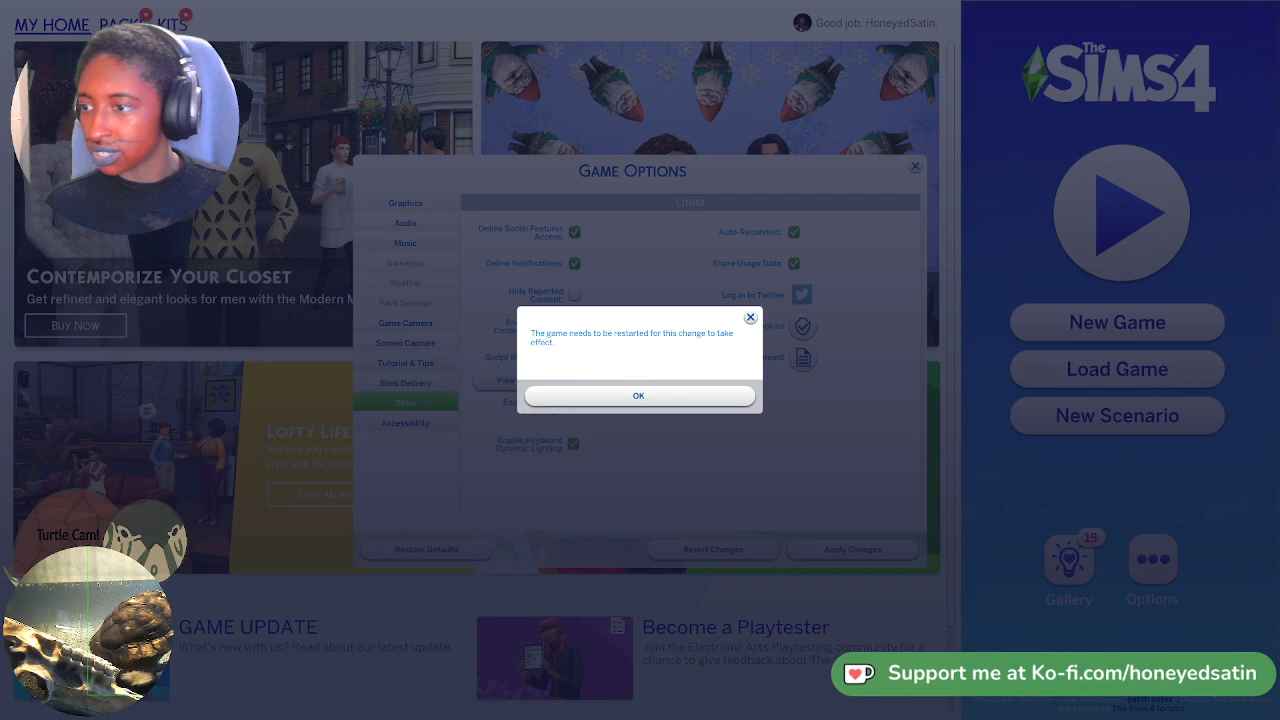 MY HOME PACKS KITS
Good job, HoneyedSatin.
The SiMS 4
Contemporize Your Closet
Get refined and elegant looks for men with the Modern M
Buy Now
Game Options
Graphics
Audio
Music
Gameplay
Weather
Pack Settings
Game Camera
Screen Capture
Tutorial & Tips
Sims Delivery
Other
Accessibility
Other
Online Social Features Access:
Auto-Reconnect:
Online Notifications:
Share Usage Data:
Hide Reported
Content:
Log in to Twitter
The game needs to be restarted for this change to take
effect.
OK
View
Enable Keyboard
Dynamic Lighting
Restore Defaults
Revert Changes
Apply Changes
New Game
Load Game
New Scenario
15
Gallery
Options
Lofty Life
Learn More
Turtle Cam!
GAME UPDATE
What's new with us? Read about our latest update.
Become a Playtester
Join the Electronic Arts Playtesting community for a
chance to give feedback about The
Support me at Ko-fi.com/honeyedsatin
The Sims 4 forums